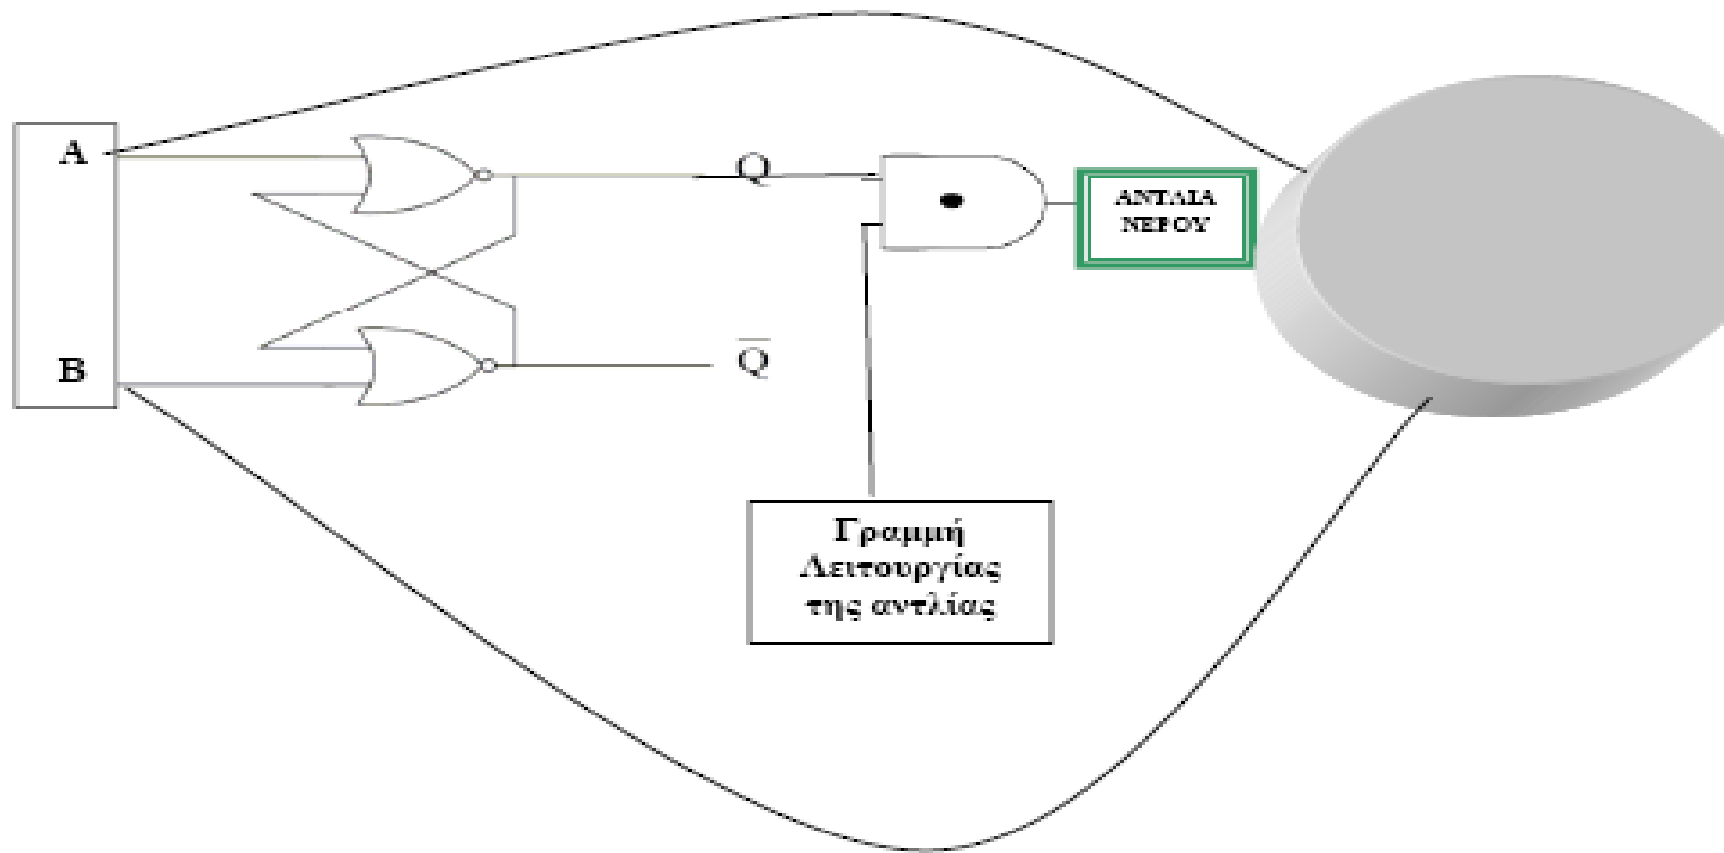 A
Q
ΑΝΤΛΙΑ
ΝΕΡΟΥ
Q̅
B
Γραμμή
Λειτουργίας
της αντλίας